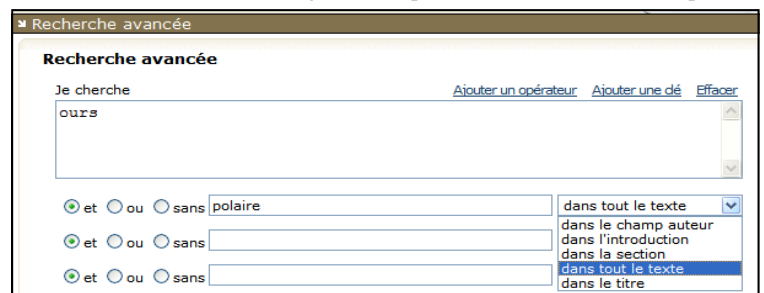 Recherche avancée
Recherche avancée
Je cherche Ajouter un opérateur Ajouter une clé Effacer
ours
et ou sans polaire dans tout le texte
dans le champ auteur
et ou sans dans l'introduction
dans la section
dans tout le texte
et ou sans dans le titre